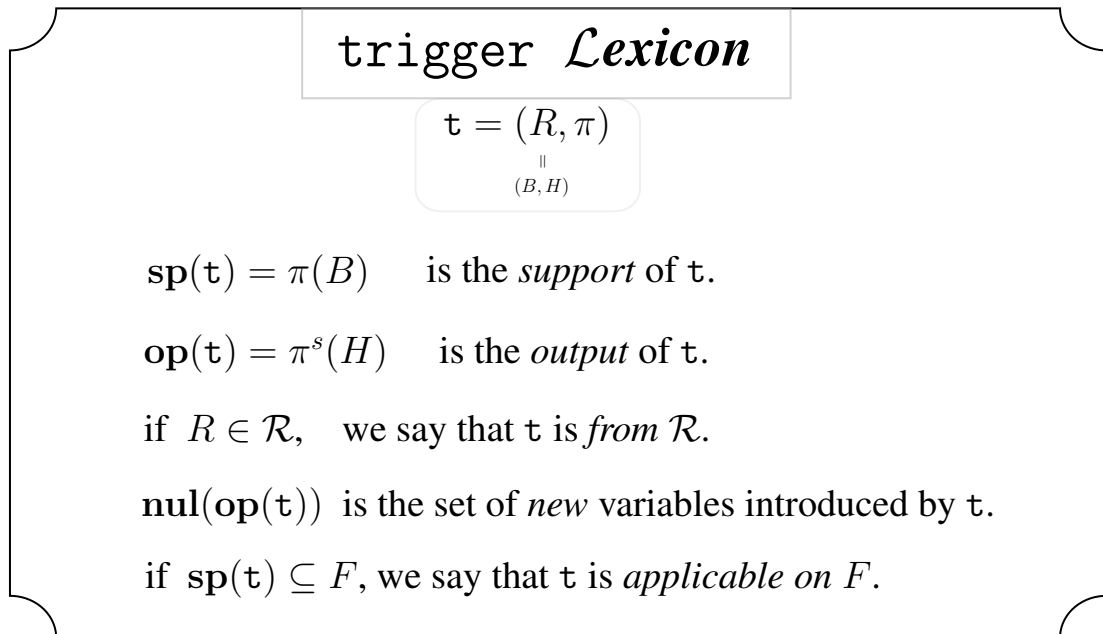 trigger Lexicon
t = (R, π)
=
(B, H)
sp(t) = π(B) is the support of t.
op(t) = πˢ(H) is the output of t.
if R ∈ ℛ, we say that t is from ℛ.
nul(op(t)) is the set of new variables introduced by t.
if sp(t) ⊆ F, we say that t is applicable on F.